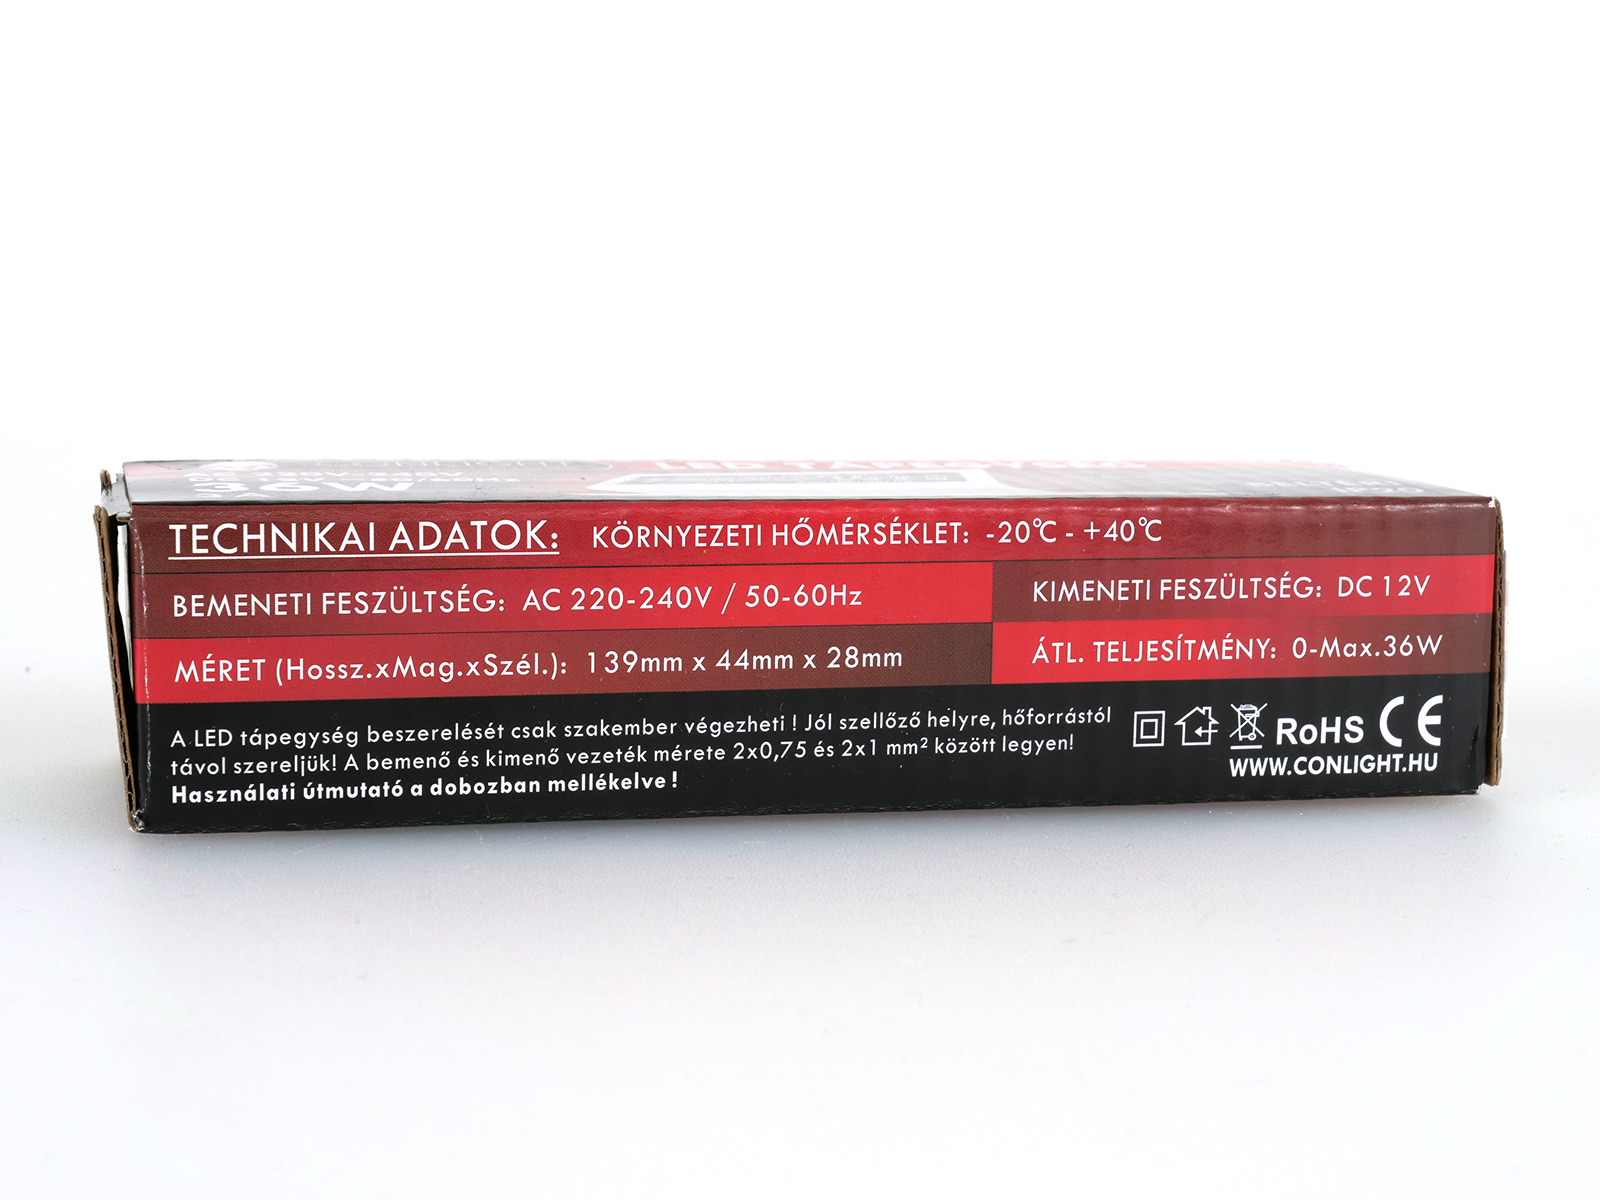 LED TÁPEGYSÉG
36W
TECHNIKAI ADATOK: KÖRNYEZETI HŐMÉRSÉKLET: -20℃ - +40℃
BEMENETI FESZÜLTSÉG: AC 220-240V / 50-60Hz
KIMENETI FESZÜLTSÉG: DC 12V
MÉRET (Hossz.xMag.xSzél.): 139mm x 44mm x 28mm
ÁTL. TELJESÍTMÉNY: 0-Max.36W
A LED tápegység beszerelését csak szakember végezheti ! Jól szellőző helyre, hőforrástól
távol szereljük! A bemenő és kimenő vezeték mérete 2x0,75 és 2x1 mm² között legyen!
Használati útmutató a dobozban mellékelve !
RoHS CE
WWW.CONLIGHT.HU